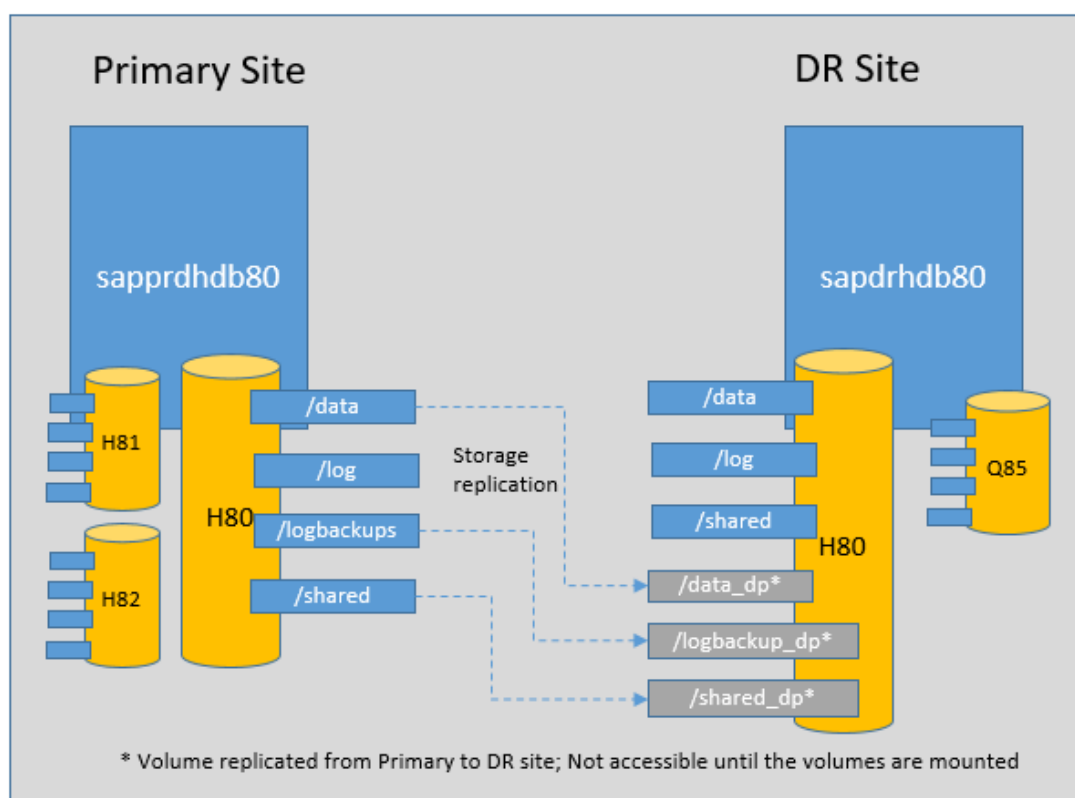 Primary Site
DR Site
sapprdhdb80
sapdrhdb80
H81
H82
H80
/data
/log
/logbackups
/shared
Storage
replication
/data
/log
/shared
/data_dp*
/logbackup_dp*
/shared_dp*
H80
Q85
* Volume replicated from Primary to DR site; Not accessible until the volumes are mounted